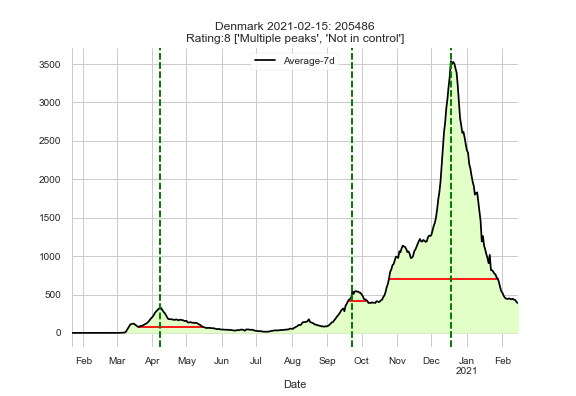 Denmark 2021-02-15: 205486
Rating:8 ['Multiple peaks', 'Not in control']
Average-7d
3500
3000
2500
2000
1500
1000
500
0
Feb Mar Apr May Jun Jul Aug Sep Oct Nov Dec Jan Feb
2021
Date